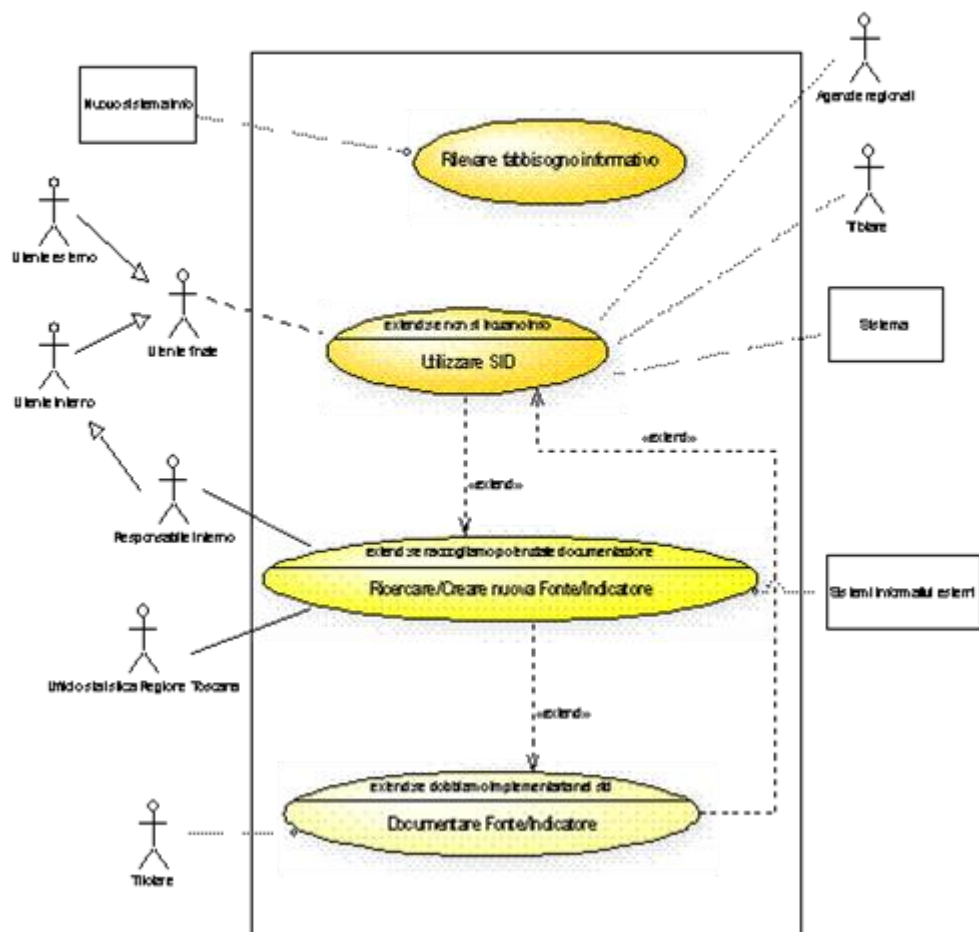 Agenzie regionali
Nuovo sistema info
Rilevare fabbisogno informativo
Titolare
Utente esterno
extend se non si trovano info
Utilizzare SID
Sistema
Utente finale
Utente interno
«extend»
«extend»
Responsabile interno
extend se raccogliamo potenziale documentazione
Ricercare/Creare nuova Fonte/Indicatore
Sistemi informativi esterni
Ufficio statistica Regione Toscana
«extend»
extend se dobbiamo implementarla nel sid
Documentare Fonte/Indicatore
Titolare